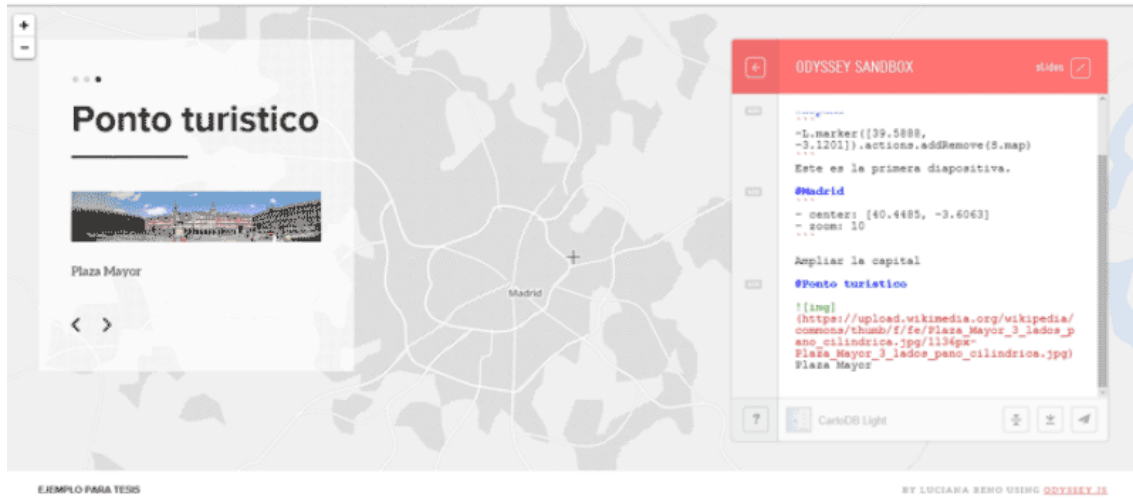 +
-
Ponto turistico
Plaza Mayor
Madrid
ODYSSEY SANDBOX
slides
```
-L.marker([39.5888,
-3.1201]).actions.addRemove(S.map)
```
Este es la primera diapositiva.
#Madrid
```
- center: [40.4485, -3.6063]
- zoom: 10
```
Ampliar la capital
#Ponto turistico
![img]
(https://upload.wikimedia.org/wikipedia/
commons/thumb/f/fe/Plaza_Mayor_3_lados_p
ano_cilindrica.jpg/1136px-
Plaza_Mayor_3_lados_pano_cilindrica.jpg)
Plaza Mayor
?
CartoDB Light
EJEMPLO PARA TESIS
BY LUCIANA RENO USING ODYSSEY.JS